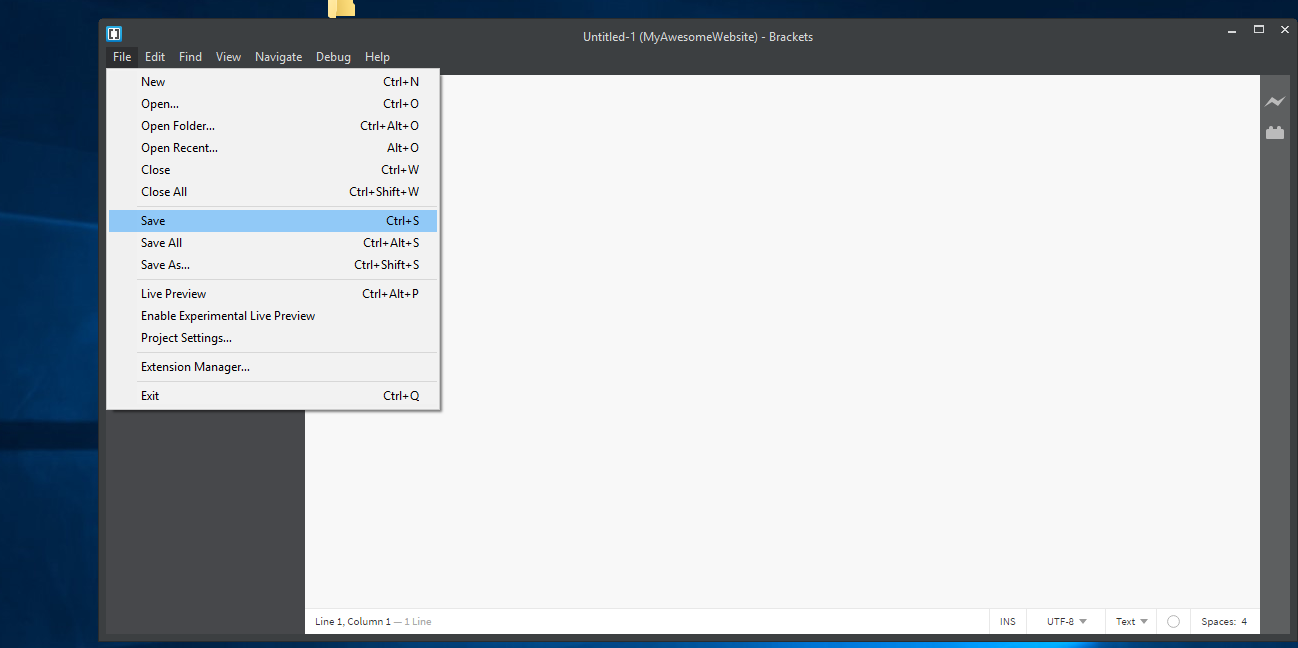 Untitled-1 (MyAwesomeWebsite) - Brackets
File Edit Find View Navigate Debug Help
New Ctrl+N
Open... Ctrl+O
Open Folder... Ctrl+Alt+O
Open Recent... Alt+O
Close Ctrl+W
Close All Ctrl+Shift+W
Save Ctrl+S
Save All Ctrl+Alt+S
Save As... Ctrl+Shift+S
Live Preview Ctrl+Alt+P
Enable Experimental Live Preview
Project Settings...
Extension Manager...
Exit Ctrl+Q
Line 1, Column 1 — 1 Line INS UTF-8 Text Spaces: 4